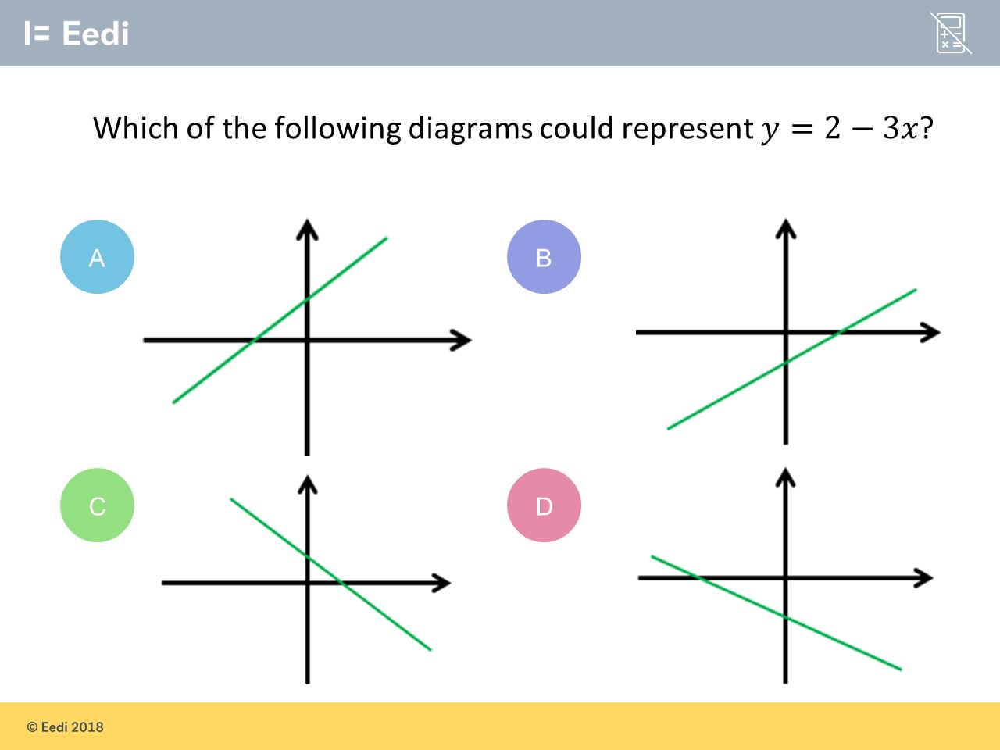 Eedi
Which of the following diagrams could represent y = 2 − 3x?
A
B
C
D
© Eedi 2018